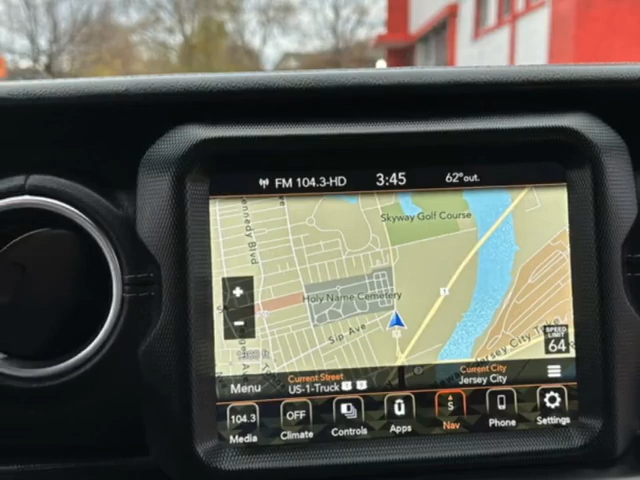 FM 104.3-HD 3:45 62° out.
Skyway Golf Course
Holy Name Cemetery
+
Sip Ave
−
SPEED LIMIT
64
Jersey City
Current Street
Current City
Menu US-1-Truck Jersey City
104.3 OFF S
Media Climate Controls Apps Nav Phone Settings